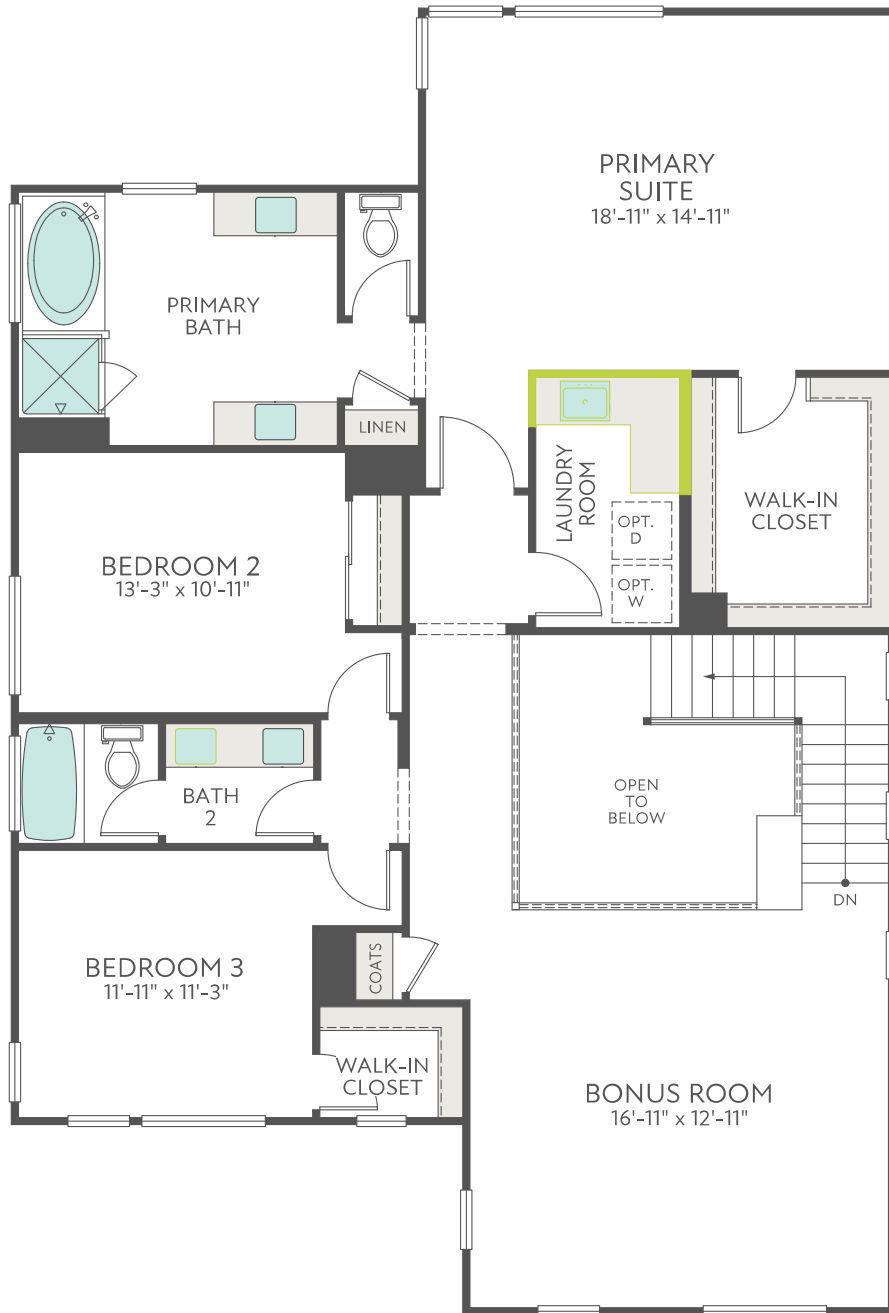 PRIMARY
SUITE
18'-11" x 14'-11"
PRIMARY
BATH
LINEN
LAUNDRY
ROOM
OPT.
D
OPT.
W
WALK-IN
CLOSET
BEDROOM 2
13'-3" x 10'-11"
BATH
2
OPEN
TO
BELOW
DN
COATS
BEDROOM 3
11'-11" x 11'-3"
WALK-IN
CLOSET
BONUS ROOM
16'-11" x 12'-11"